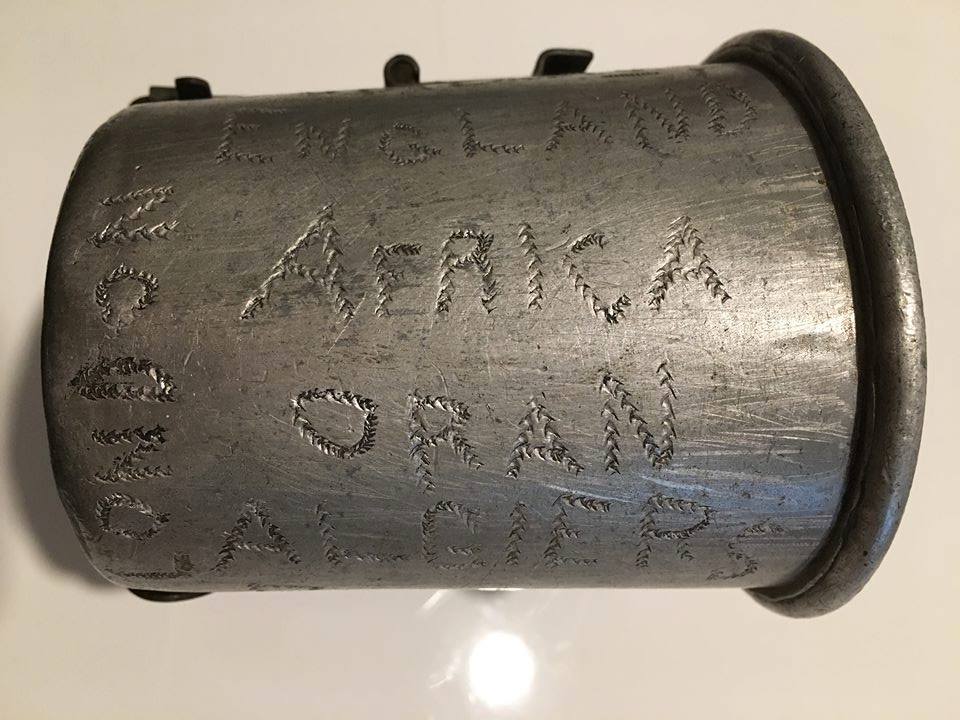 ENGLAND
AFRICA
ORAN
ALGIERS
LONDON